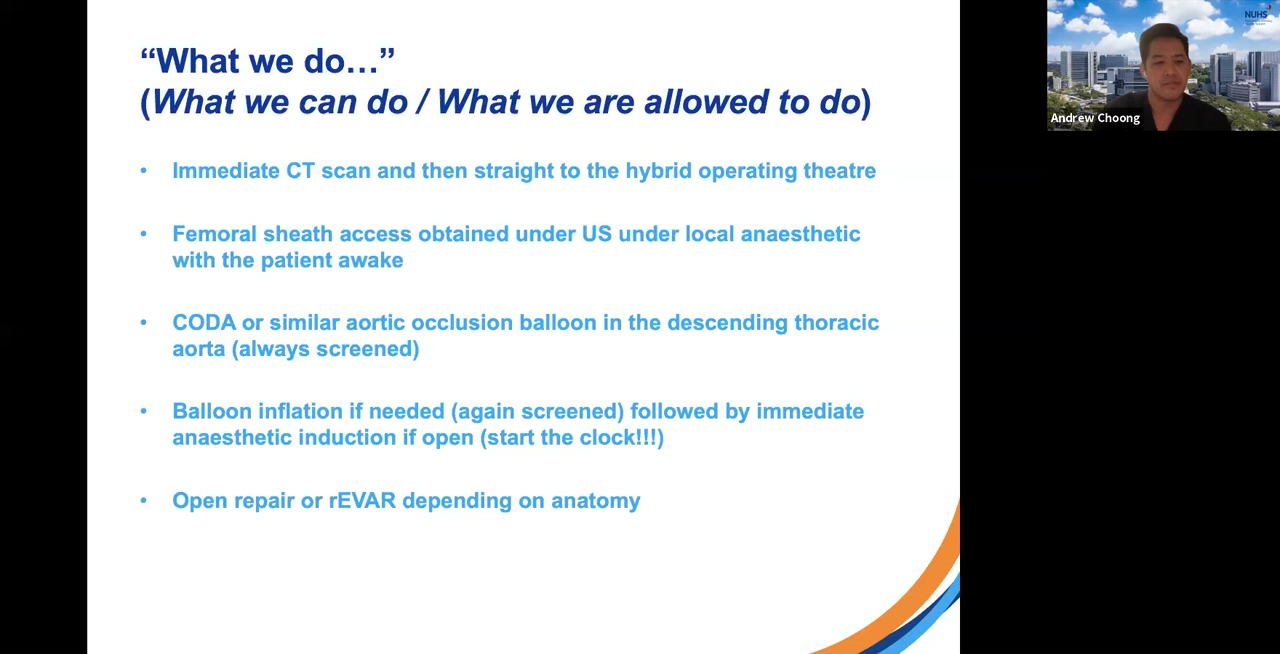 “What we do…”
(What we can do / What we are allowed to do)
• Immediate CT scan and then straight to the hybrid operating theatre
• Femoral sheath access obtained under US under local anaesthetic
with the patient awake
• CODA or similar aortic occlusion balloon in the descending thoracic
aorta (always screened)
• Balloon inflation if needed (again screened) followed by immediate
anaesthetic induction if open (start the clock!!!)
• Open repair or rEVAR depending on anatomy
NUHS
Andrew Choong